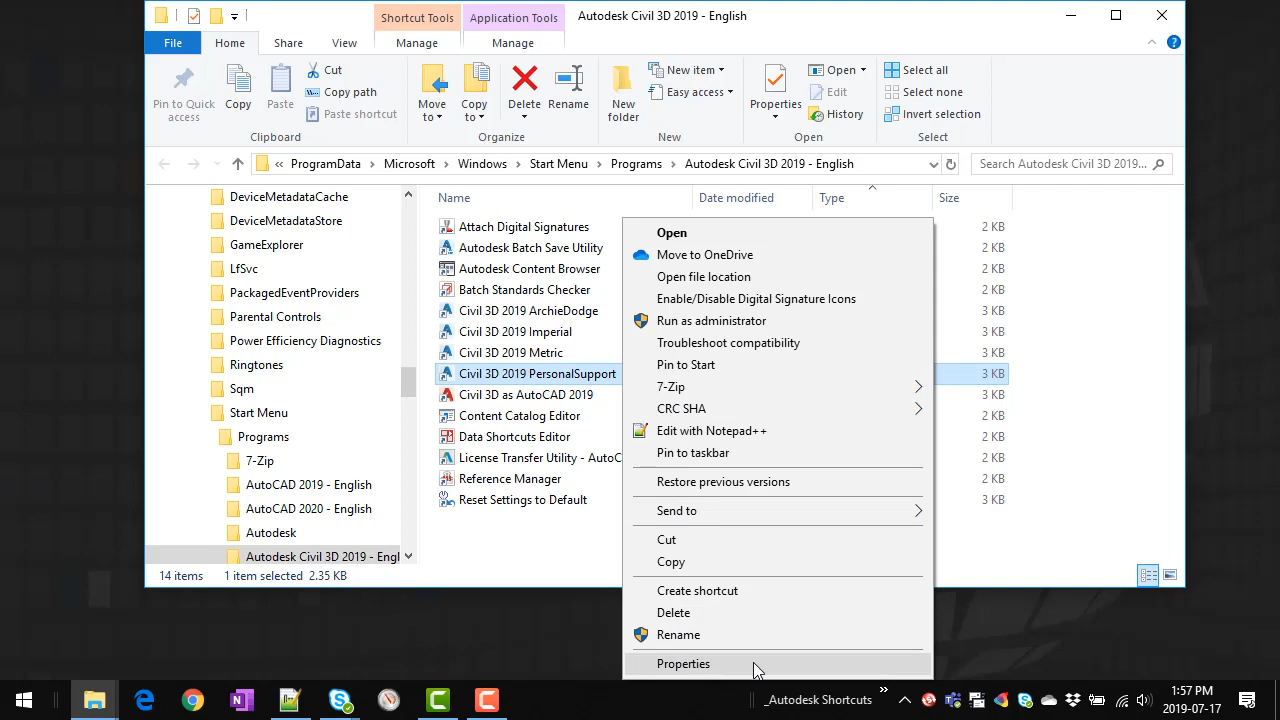 Shortcut Tools
Application Tools
Autodesk Civil 3D 2019 - English
File
Home
Share
View
Manage
Manage
Pin to Quick access
Copy
Paste
Cut
Copy path
Paste shortcut
Clipboard
Move to
Copy to
Delete
Rename
Organize
New folder
New item
Easy access
New
Properties
Open
Edit
History
Open
Select all
Select none
Invert selection
Select
« ProgramData > Microsoft > Windows > Start Menu > Programs > Autodesk Civil 3D 2019 - English
Search Autodesk Civil 3D 2019...
DeviceMetadataCache
DeviceMetadataStore
GameExplorer
LfSvc
PackagedEventProviders
Parental Controls
Power Efficiency Diagnostics
Ringtones
Sqm
Start Menu
Programs
7-Zip
AutoCAD 2019 - English
AutoCAD 2020 - English
Autodesk
Autodesk Civil 3D 2019 - Engl
Name
Date modified
Type
Size
Attach Digital Signatures
2 KB
Autodesk Batch Save Utility
2 KB
Autodesk Content Browser
2 KB
Batch Standards Checker
2 KB
Civil 3D 2019 ArchieDodge
3 KB
Civil 3D 2019 Imperial
3 KB
Civil 3D 2019 Metric
3 KB
Civil 3D 2019 PersonalSupport
3 KB
Civil 3D as AutoCAD 2019
3 KB
Content Catalog Editor
2 KB
Data Shortcuts Editor
2 KB
License Transfer Utility - AutoC
2 KB
Reference Manager
2 KB
Reset Settings to Default
3 KB
Open
Move to OneDrive
Open file location
Enable/Disable Digital Signature Icons
Run as administrator
Troubleshoot compatibility
Pin to Start
7-Zip
CRC SHA
Edit with Notepad++
Pin to taskbar
Restore previous versions
Send to
Cut
Copy
Create shortcut
Delete
Rename
Properties
14 items
1 item selected 2.35 KB
_Autodesk Shortcuts
»
1:57 PM
2019-07-17